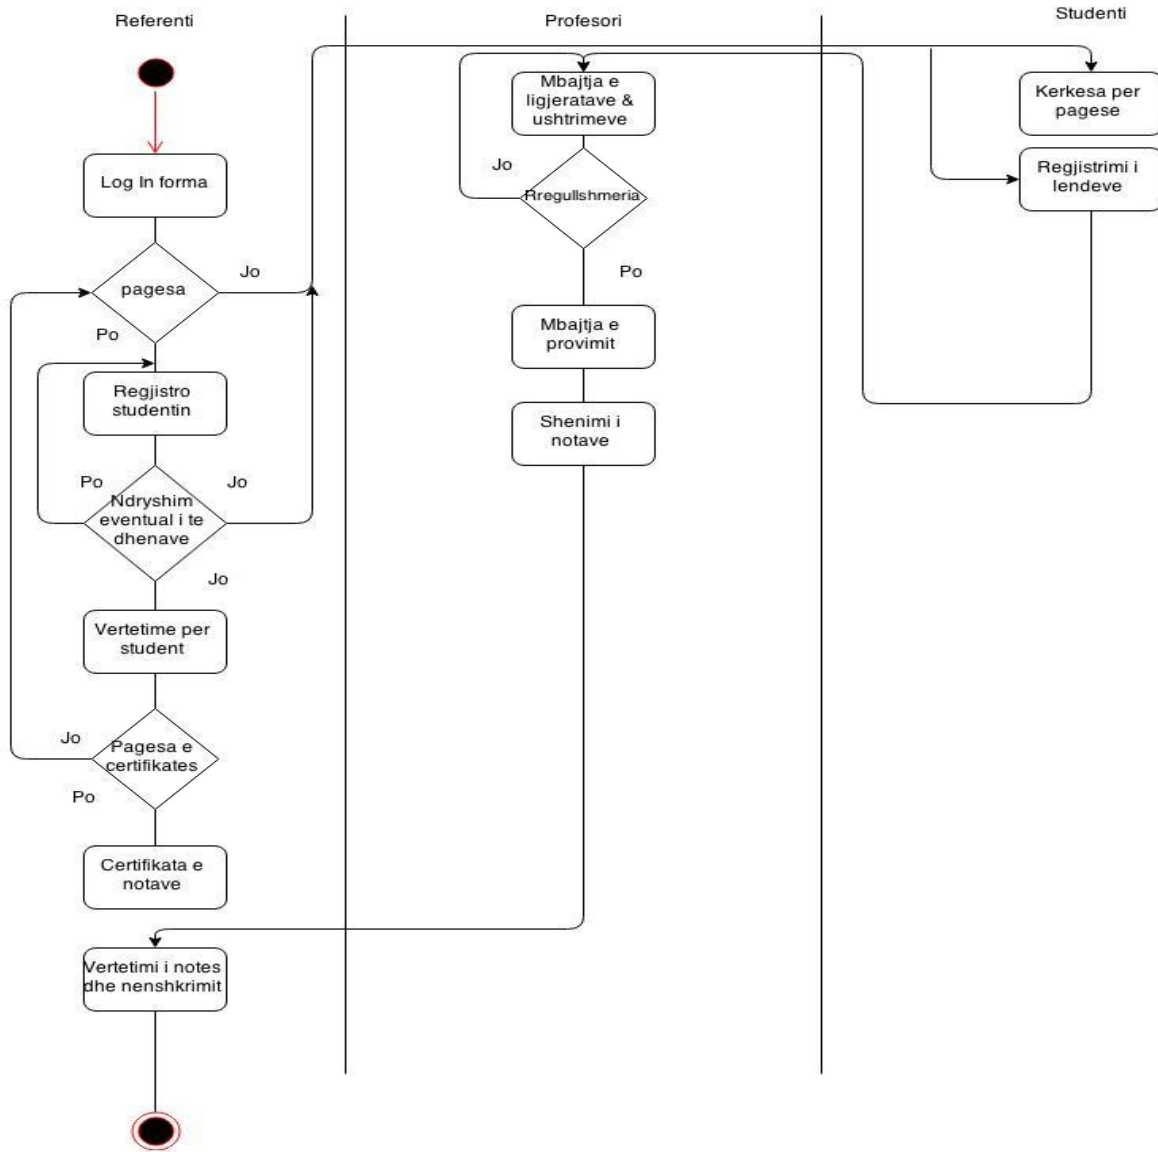 Referenti
Profesori
Studenti
Log In forma
pagesa
Jo
Po
Regjistro
studentin
Po
Jo
Ndryshim
eventual i te
dhenave
Jo
Vertetime per
student
Jo
Pagesa e
certifikates
Po
Certifikata e
notave
Vertetimi i notes
dhe nenshkrimit
Mbajtja e
ligjeratave &
ushtrimeve
Jo
Rregullshmeria
Po
Mbajtja e
provimit
Shenimi i
notave
Kerkesa per
pagese
Regjistrimi i
lendeve